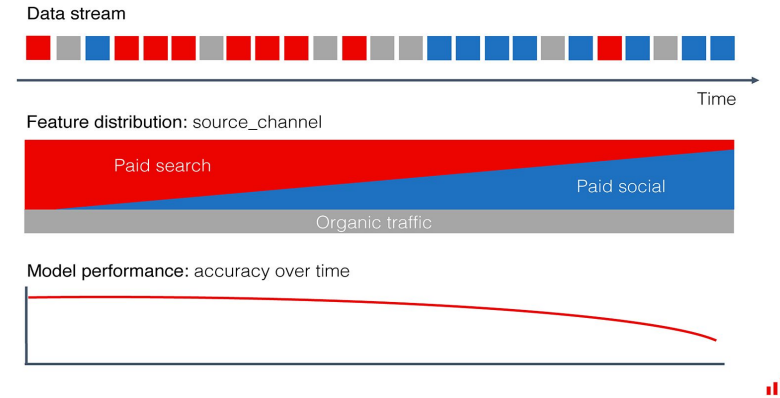 Data stream
Time
Feature distribution: source_channel
Paid search
Paid social
Organic traffic
Model performance: accuracy over time